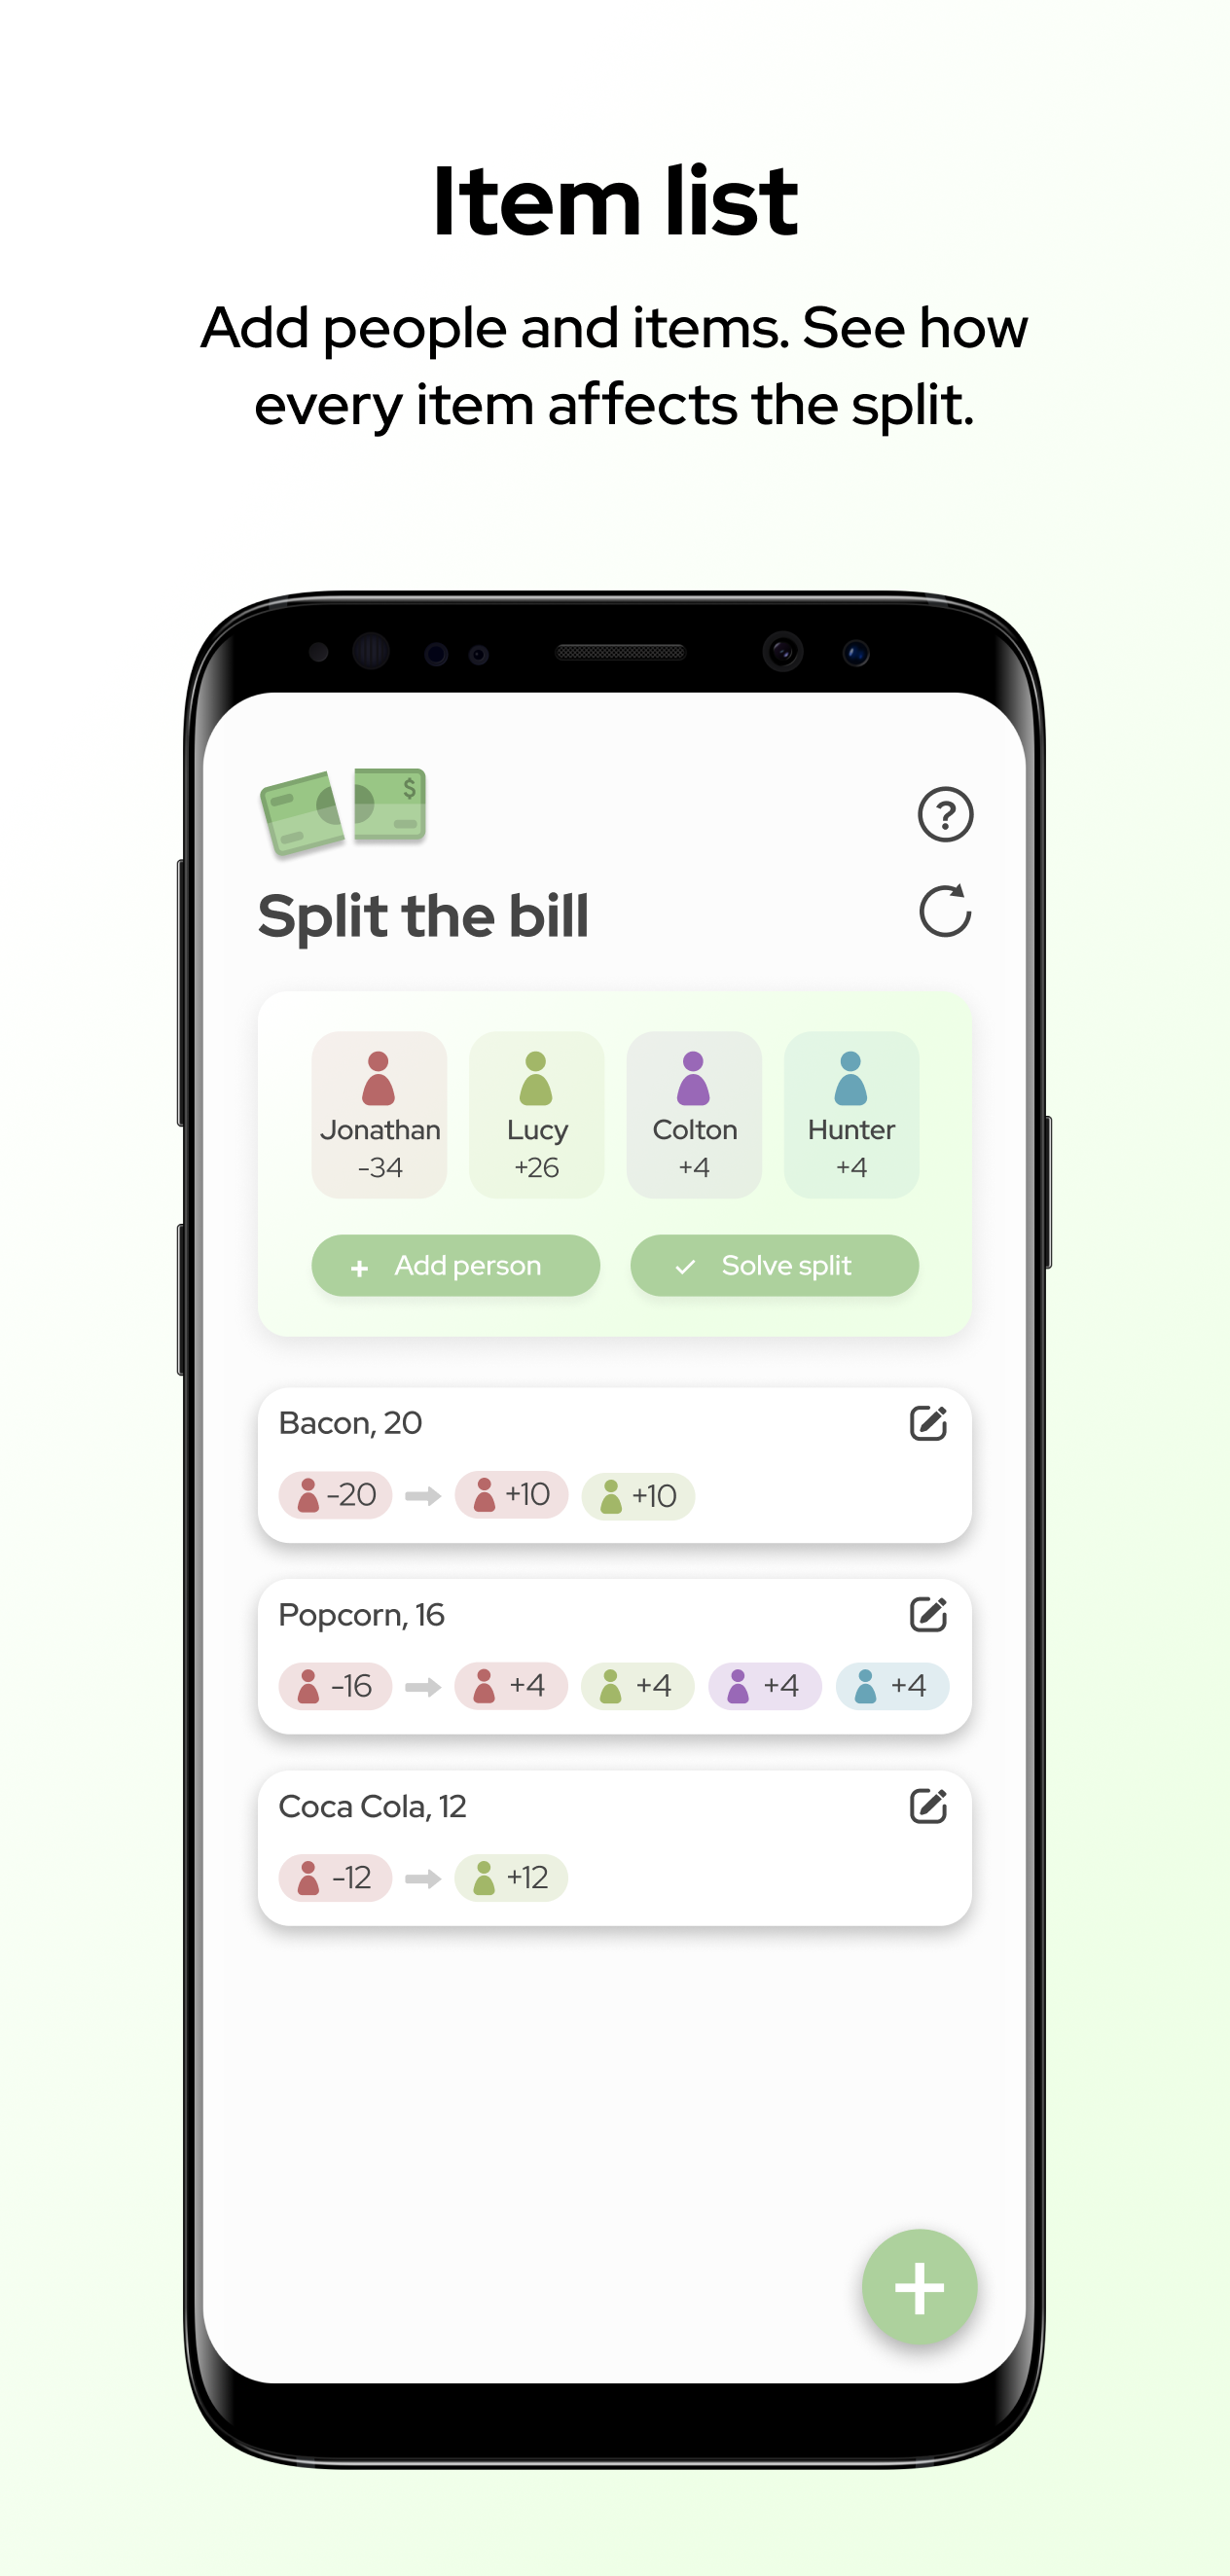 Item list
Add people and items. See how
every item affects the split.
$
?
Split the bill
Jonathan
-34
Lucy
+26
Colton
+4
Hunter
+4
+ Add person
Solve split
Bacon, 20
-20
+10
+10
Popcorn, 16
-16
+4
+4
+4
+4
Coca Cola, 12
-12
+12
+